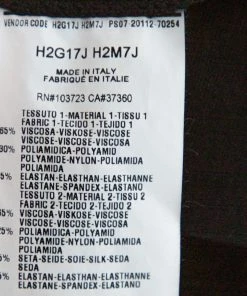 VENDOR CODE H2G17J H2M7J PS07 20112-70254
H2G17J H2M7J
MADE IN ITALY
FABRIQUÉ EN ITALIE
RN#103723 CA#37360
TESSUTO 1-MATERIAL 1-TISSU 1
FABRIC 1-TECIDO 1-TEJIDO 1
65% VISCOSA-VISKOSE-VISCOSE
VISCOSE-VISCOSE-VISCOSA
30% POLIAMIDICA-POLYAMID
POLYAMIDE-NYLON-POLIAMIDA
POLIAMIDA
5% ELASTAN-ELASTHAN-ELASTHANNE
ELASTANE-SPANDEX-ELASTANO
TESSUTO 2-MATERIAL 2-TISSU 2
FABRIC 2-TECIDO 2-TEJIDO 2
VISCOSA-VISKOSE-VISCOSE
VISCOSE-VISCOSE-VISCOSA
POLIAMIDICA-POLYAMID
POLYAMIDE-NYLON-POLIAMIDA
POLIAMIDA
5% SETA-SEIDE-SOIE-SILK-SEDA
SEDA
ELASTAN-ELASTHAN-ELASTHANNE
ELASTANE-SPANDEX-ELASTANO